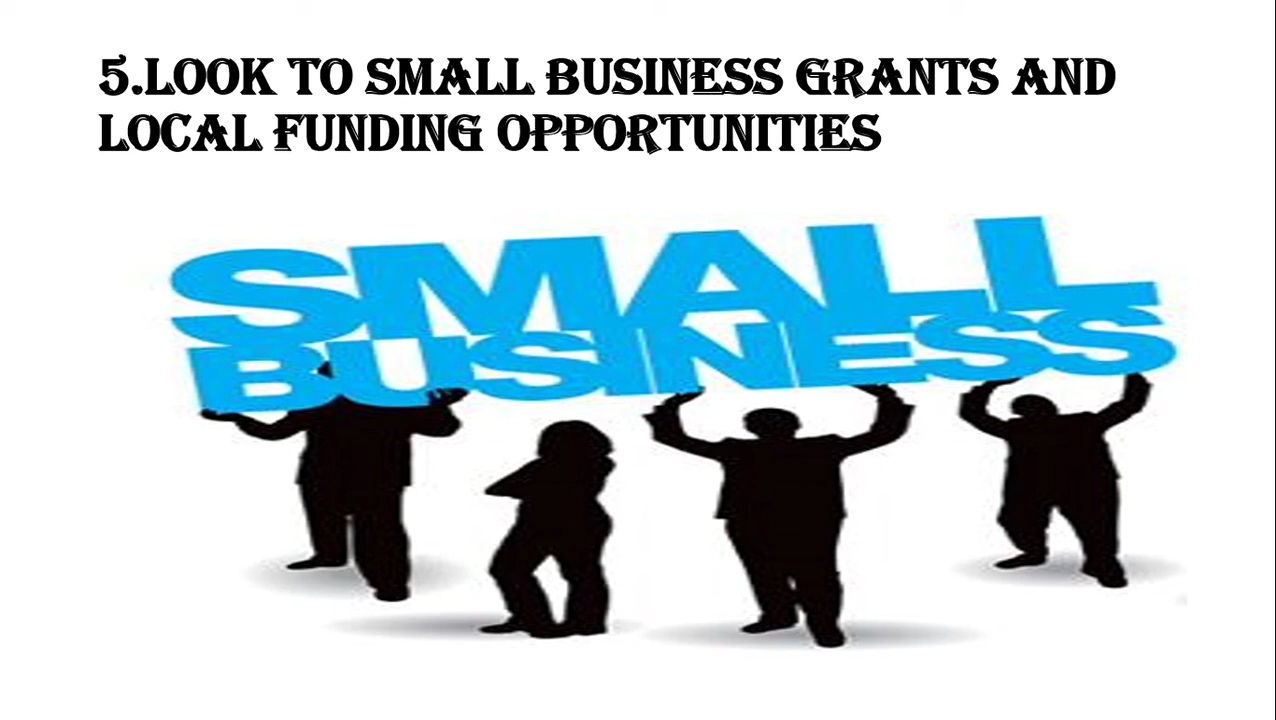 5.LOOK TO SMALL BUSINESS GRANTS AND
LOCAL FUNDING OPPORTUNITIES
SMALL
BUSINESS